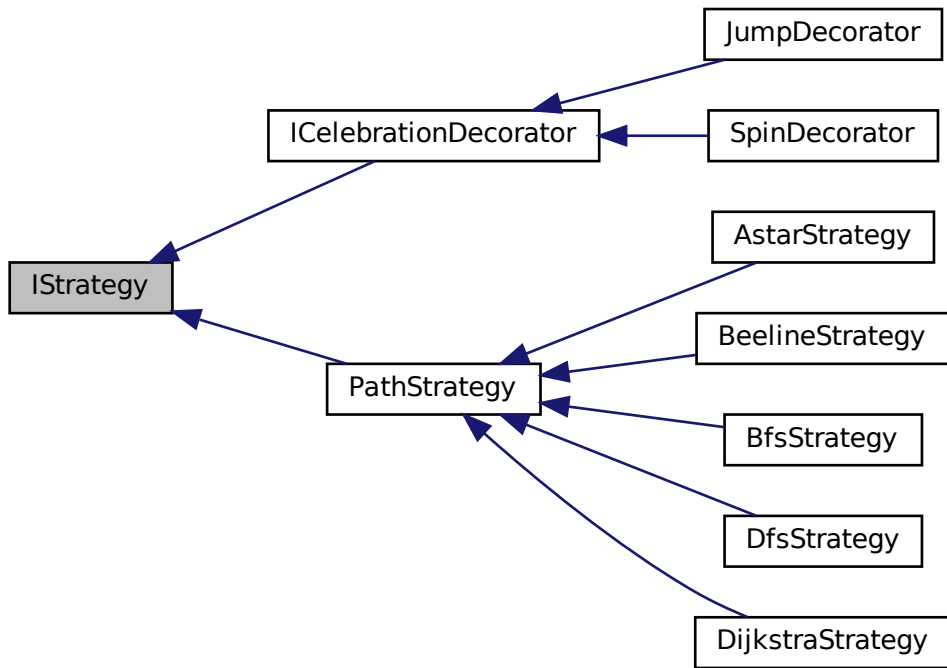 JumpDecorator
ICelebrationDecorator
SpinDecorator
AstarStrategy
IStrategy
BeelineStrategy
PathStrategy
BfsStrategy
DfsStrategy
DijkstraStrategy